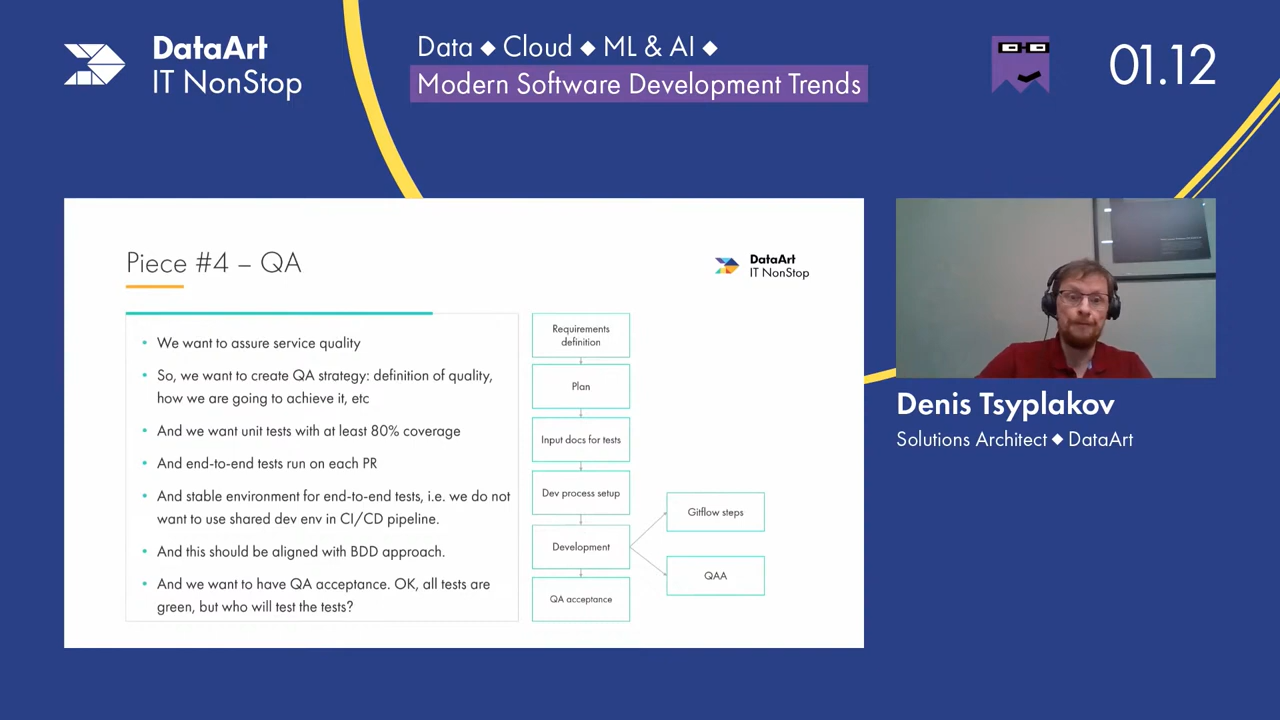 DataArt
IT NonStop
Data ◆ Cloud ◆ ML & AI ◆
Modern Software Development Trends
01.12
Piece #4 – QA
DataArt
IT NonStop
• We want to assure service quality
• So, we want to create QA strategy: definition of quality,
how we are going to achieve it, etc
• And we want unit tests with at least 80% coverage
• And end-to-end tests run on each PR
• And stable environment for end-to-end tests, i.e. we do not
want to use shared dev env in CI/CD pipeline.
• And this should be aligned with BDD approach.
• And we want to have QA acceptance. OK, all tests are
green, but who will test the tests?
Requirements
definition
Plan
Input docs for tests
Dev process setup
Development
QA acceptance
Gitflow steps
QAA
Denis Tsyplakov
Solutions Architect ◆ DataArt